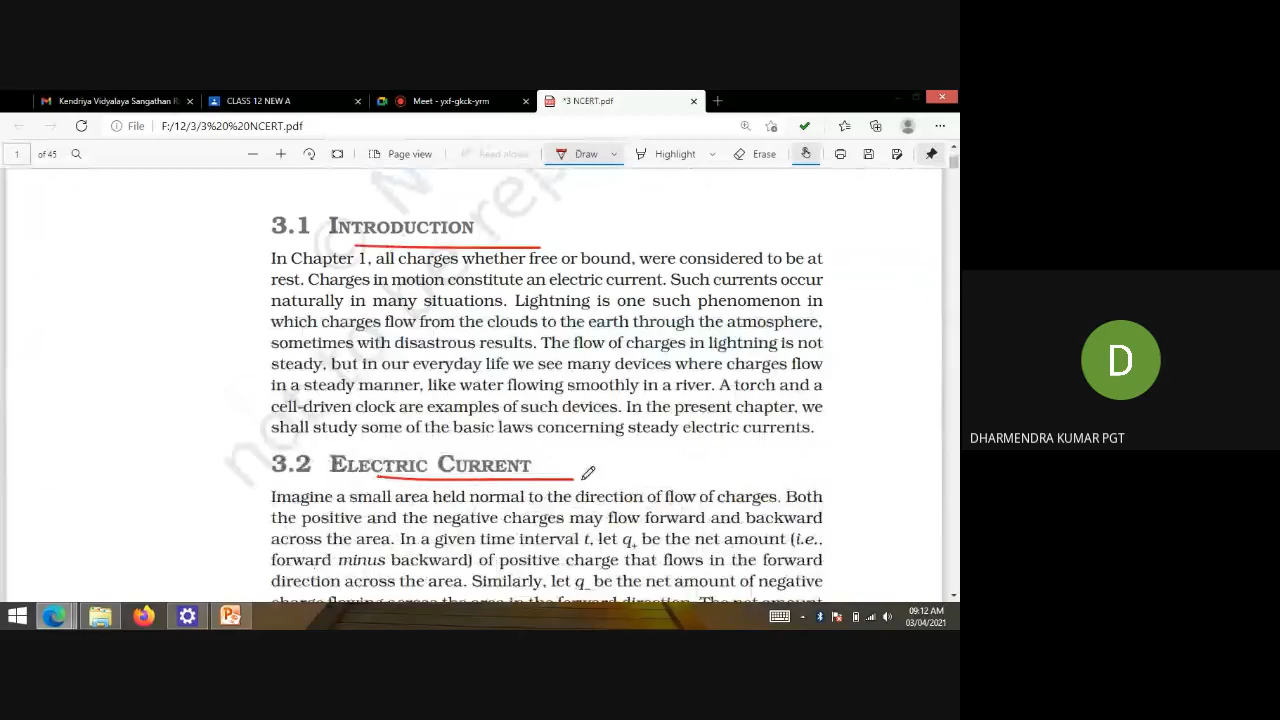 Kendriya Vidyalaya Sangathan R
CLASS 12 NEW A
Meet - yxf-gkck-yrm
*3 NCERT.pdf
File F:/12/3/3%20%20NCERT.pdf
1 of 45 Page view Read aloud Draw Highlight Erase
3.1 INTRODUCTION
In Chapter 1, all charges whether free or bound, were considered to be at
rest. Charges in motion constitute an electric current. Such currents occur
naturally in many situations. Lightning is one such phenomenon in
which charges flow from the clouds to the earth through the atmosphere,
sometimes with disastrous results. The flow of charges in lightning is not
steady, but in our everyday life we see many devices where charges flow
in a steady manner, like water flowing smoothly in a river. A torch and a
cell-driven clock are examples of such devices. In the present chapter, we
shall study some of the basic laws concerning steady electric currents.
3.2 ELECTRIC CURRENT
Imagine a small area held normal to the direction of flow of charges. Both
the positive and the negative charges may flow forward and backward
across the area. In a given time interval t, let q+ be the net amount (i.e.,
forward minus backward) of positive charge that flows in the forward
direction across the area. Similarly, let q– be the net amount of negative
© N
not to be rep
D
DHARMENDRA KUMAR PGT
09:12 AM
03/04/2021